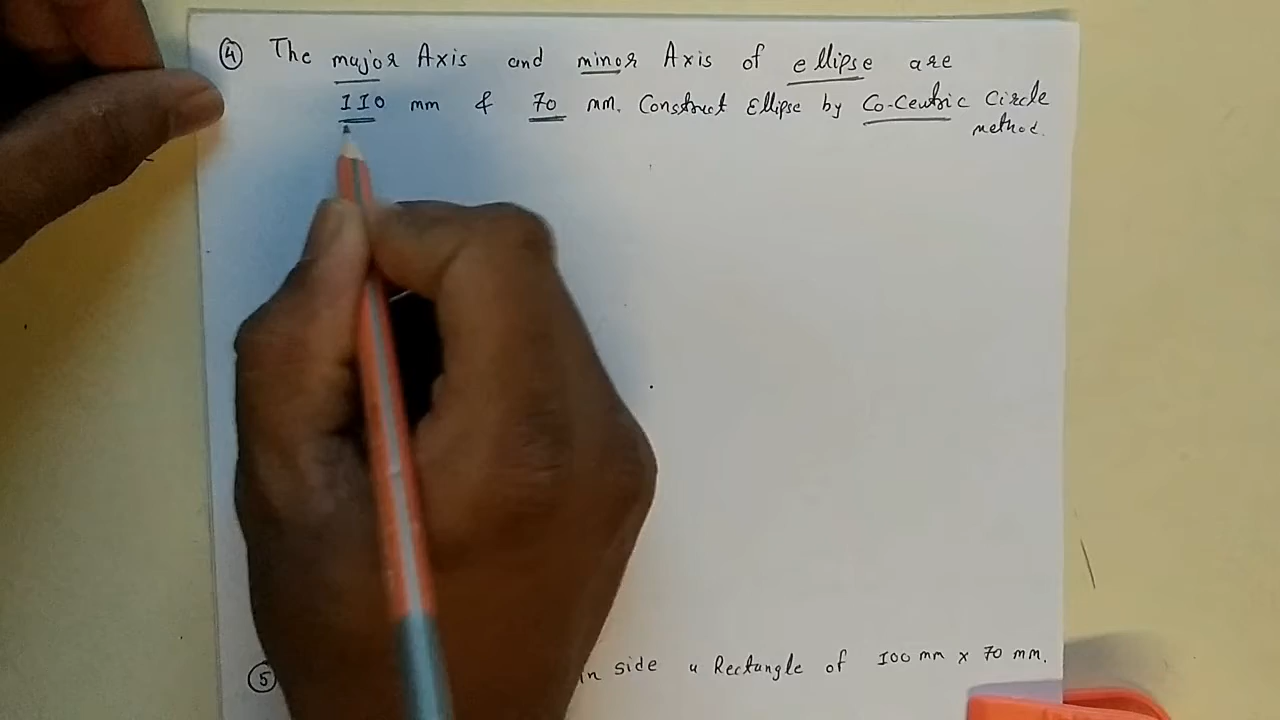 ④ The major Axis and minor Axis of ellipse are
110 mm & 70 mm. Construct Ellipse by Co-Centric Circle
method.
⑤ in side a Rectangle of 100 mm x 70 mm.